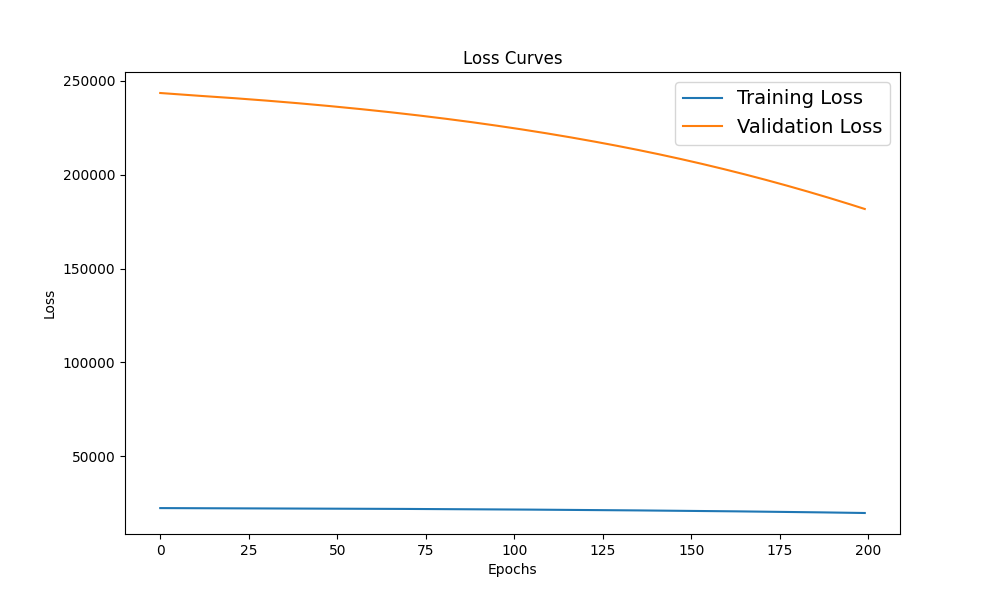 Loss Curves
Training Loss
Validation Loss
250000
200000
150000
100000
50000
Loss
0 25 50 75 100 125 150 175 200
Epochs